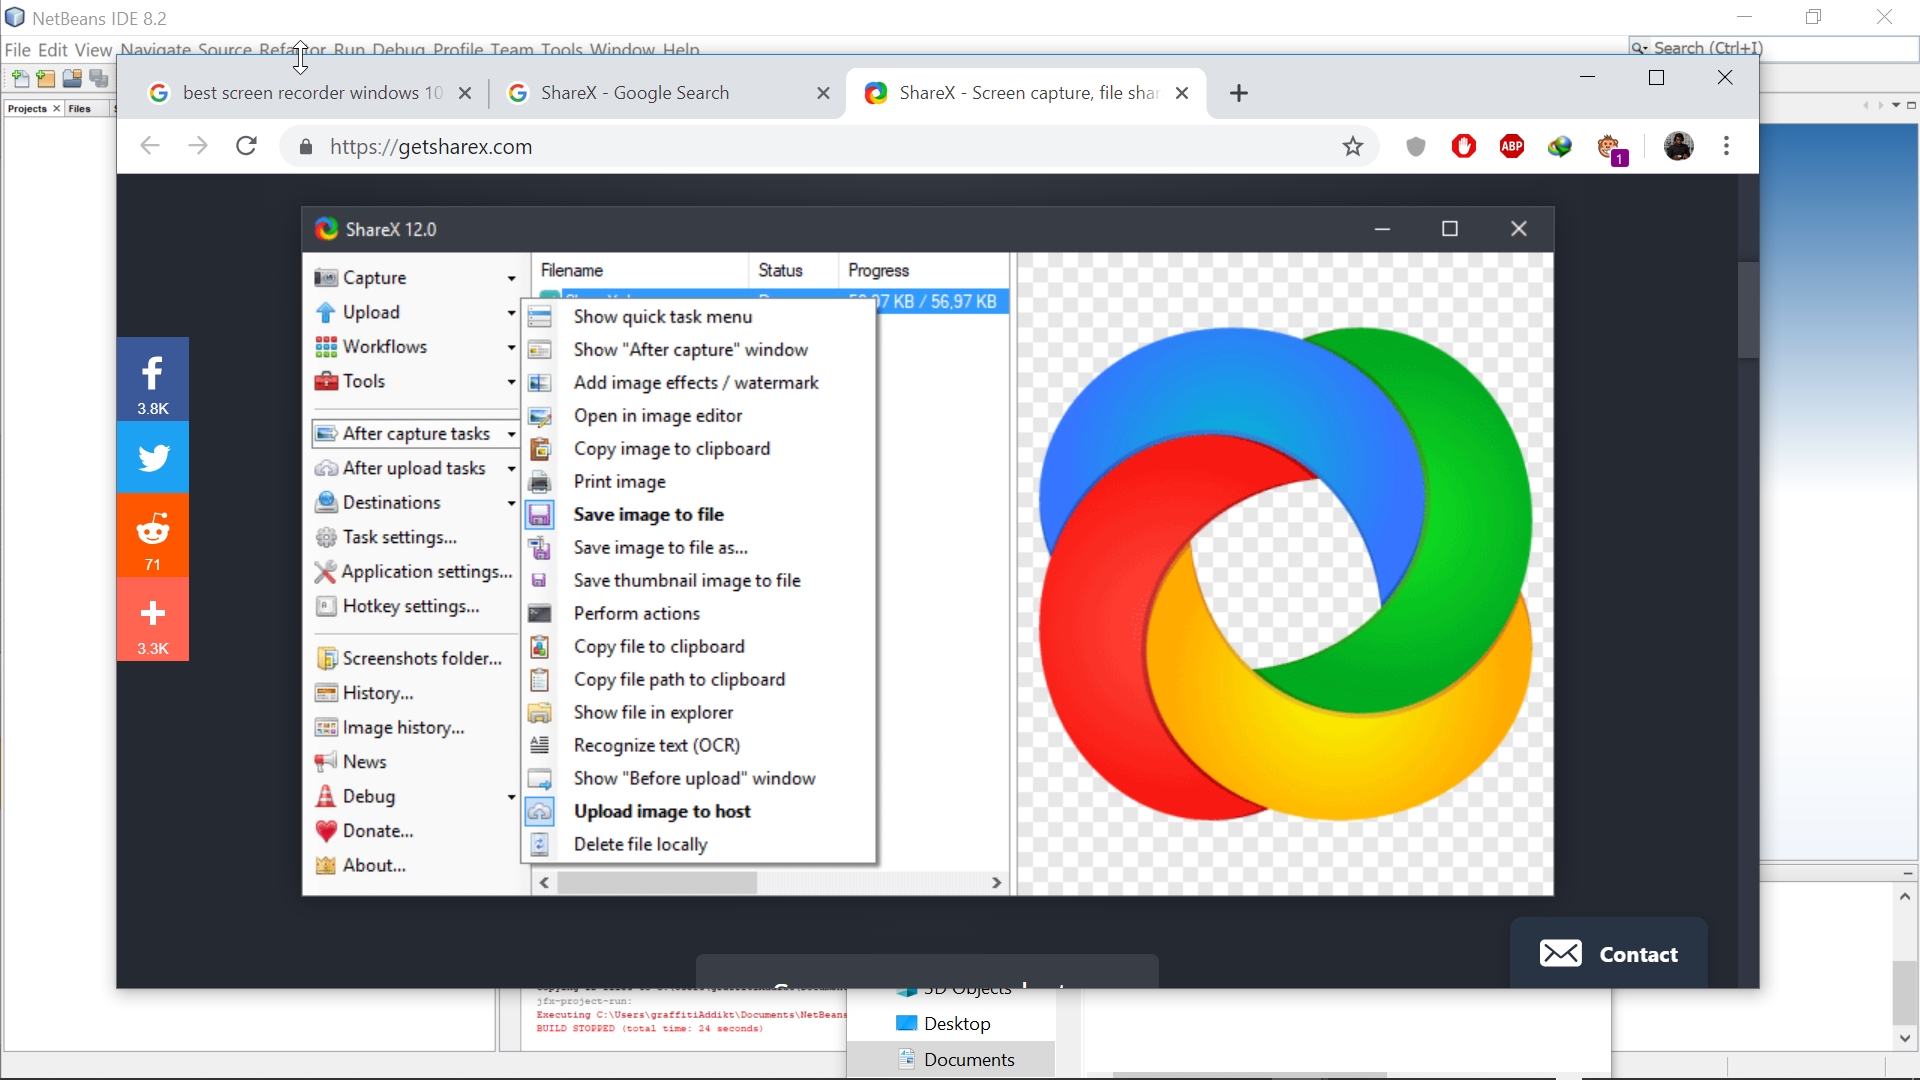 NetBeans IDE 8.2
File Edit View Navigate Source Refactor Run Debug Profile Team Tools Window Help
Search (Ctrl+I)
Projects
Files
best screen recorder windows 10
ShareX - Google Search
ShareX - Screen capture, file shar
https://getsharex.com
ABP
1
ShareX 12.0
Capture
Upload
Workflows
Tools
After capture tasks
After upload tasks
Destinations
Task settings...
Application settings...
Hotkey settings...
Screenshots folder...
History...
Image history...
News
Debug
Donate...
About...
Filename
Status
Progress
KB / 56,97 KB
Show quick task menu
Show "After capture" window
Add image effects / watermark
Open in image editor
Copy image to clipboard
Print image
Save image to file
Save image to file as...
Save thumbnail image to file
Perform actions
Copy file to clipboard
Copy file path to clipboard
Show file in explorer
Recognize text (OCR)
Show "Before upload" window
Upload image to host
Delete file locally
3.8K
71
3.3K
Contact
3D Objects
Desktop
Documents
jfx-project-run:
Executing C:\Users\graffitiAddikt\Documents\NetBeans
BUILD STOPPED (total time: 24 seconds)